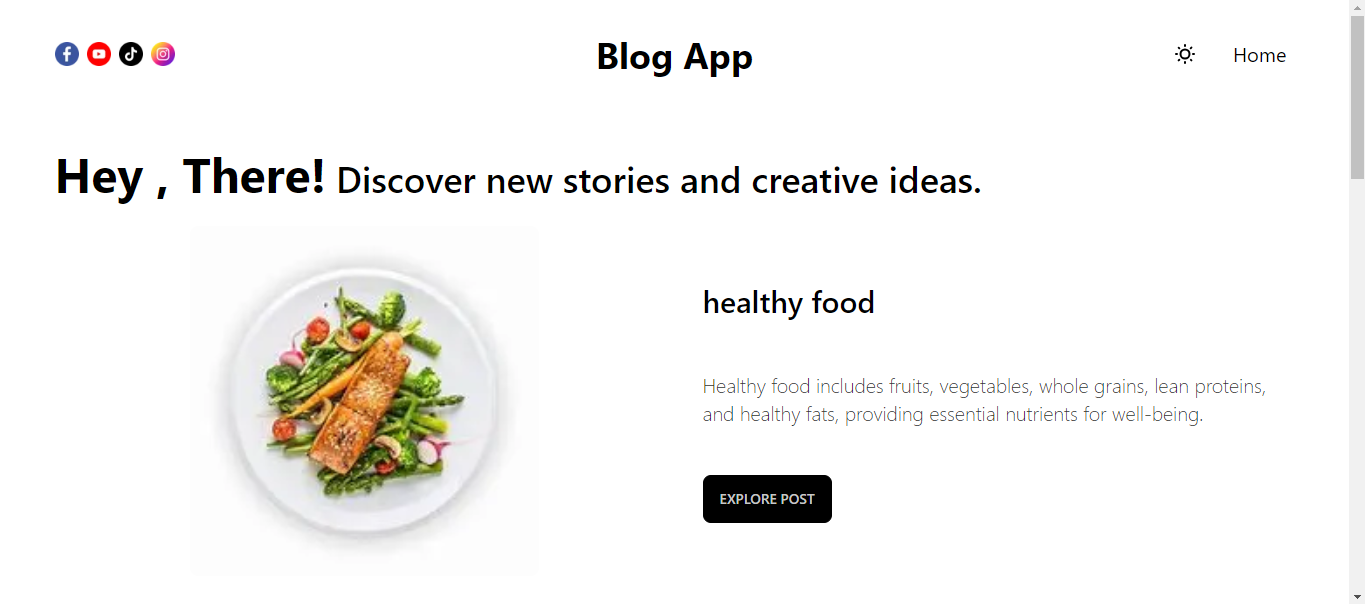 Blog App
Home
Hey , There! Discover new stories and creative ideas.
healthy food
Healthy food includes fruits, vegetables, whole grains, lean proteins,
and healthy fats, providing essential nutrients for well-being.
EXPLORE POST